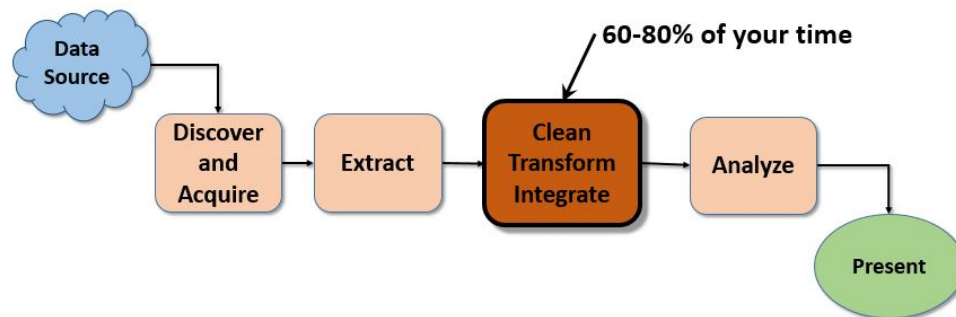 Data
Source
60-80% of your time
Discover
and
Acquire
Extract
Clean
Transform
Integrate
Analyze
Present